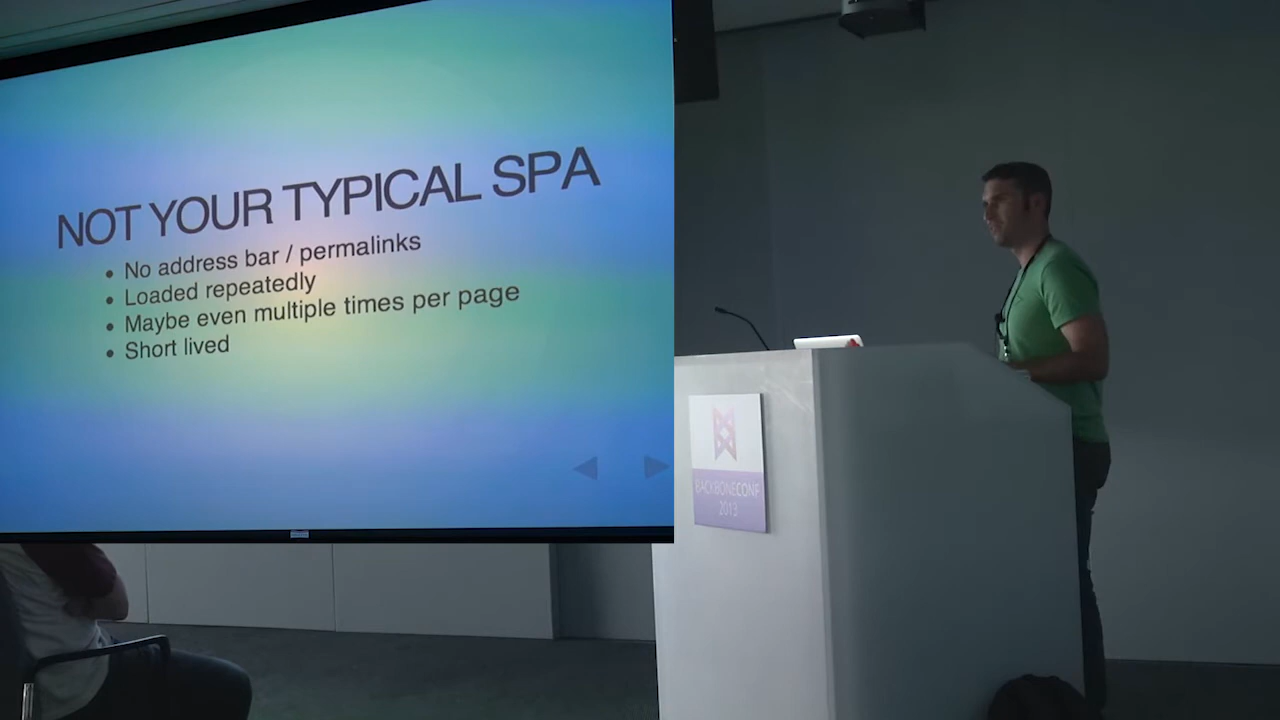 NOT YOUR TYPICAL SPA
• No address bar / permalinks
• Loaded repeatedly
• Maybe even multiple times per page
• Short lived
BACKBONECONF
2013